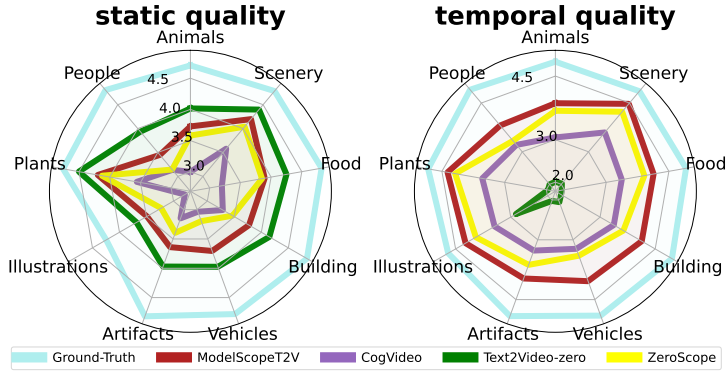 static quality
Animals
Scenery
People
4.5
4.0
3.5
3.0
Plants
Food
Illustrations
Building
Artifacts
Vehicles
temporal quality
Animals
Scenery
People
4.5
3.0
2.0
Plants
Food
Illustrations
Building
Artifacts
Vehicles
Ground-Truth ModelScopeT2V CogVideo Text2Video-zero ZeroScope